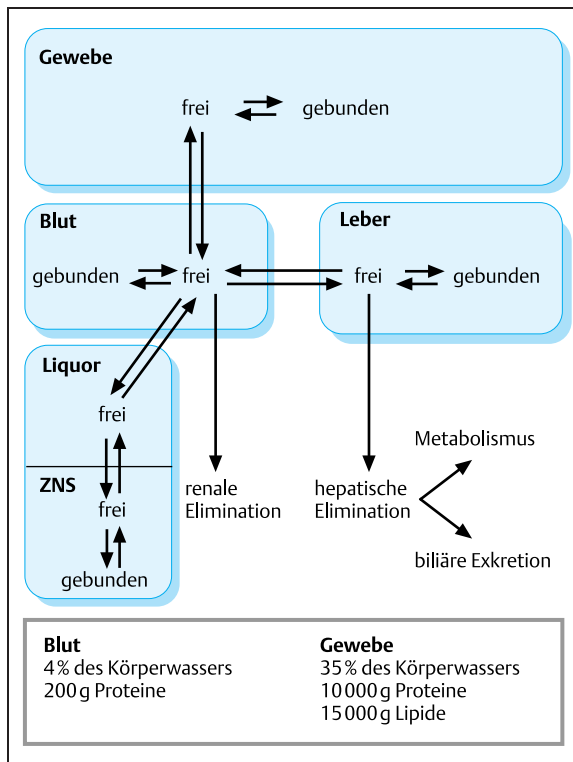 Gewebe
frei gebunden
Blut
Leber
gebunden frei
frei gebunden
Liquor
frei
ZNS
frei
gebunden
renale
Elimination
hepatische
Elimination
Metabolismus
biliäre Exkretion
Blut
4 % des Körperwassers
200 g Proteine
Gewebe
35 % des Körperwassers
10 000 g Proteine
15 000 g Lipide